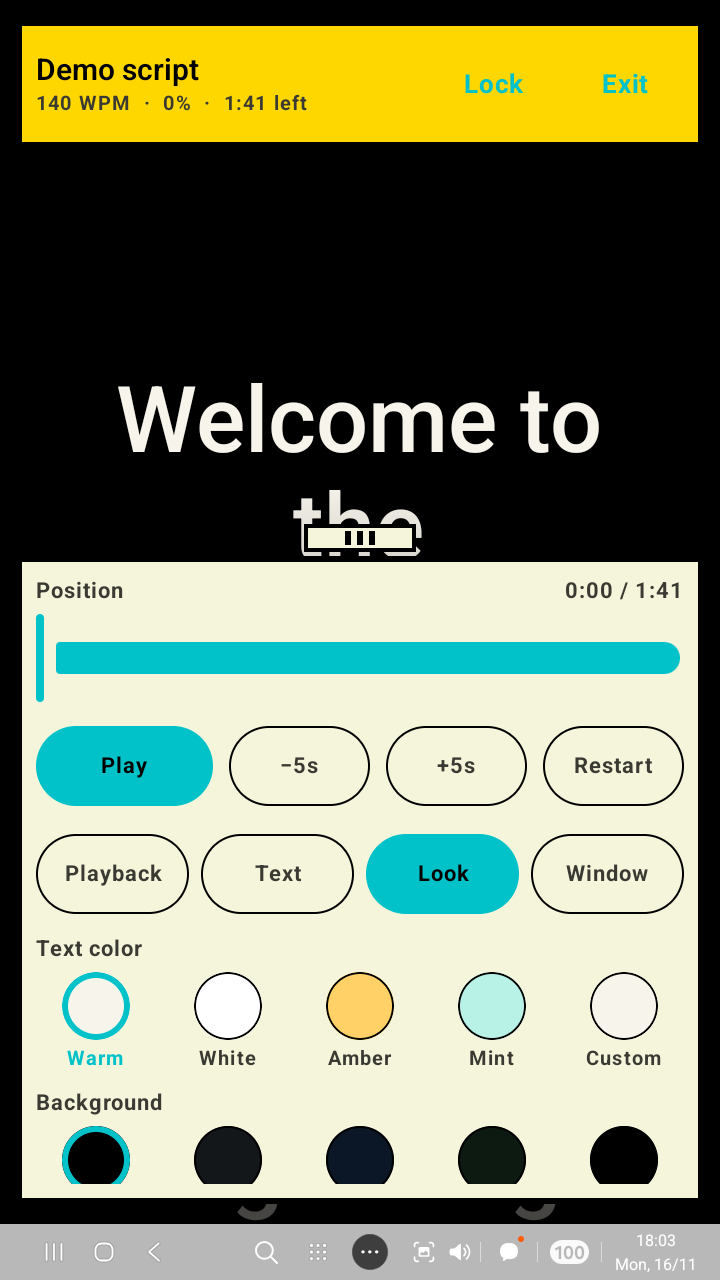 Demo script
140 WPM · 0% · 1:41 left
Lock
Exit
Welcome to
the
Position
0:00 / 1:41
Play
−5s
+5s
Restart
Playback
Text
Look
Window
Text color
Warm
White
Amber
Mint
Custom
Background
100
18:03
Mon, 16/11